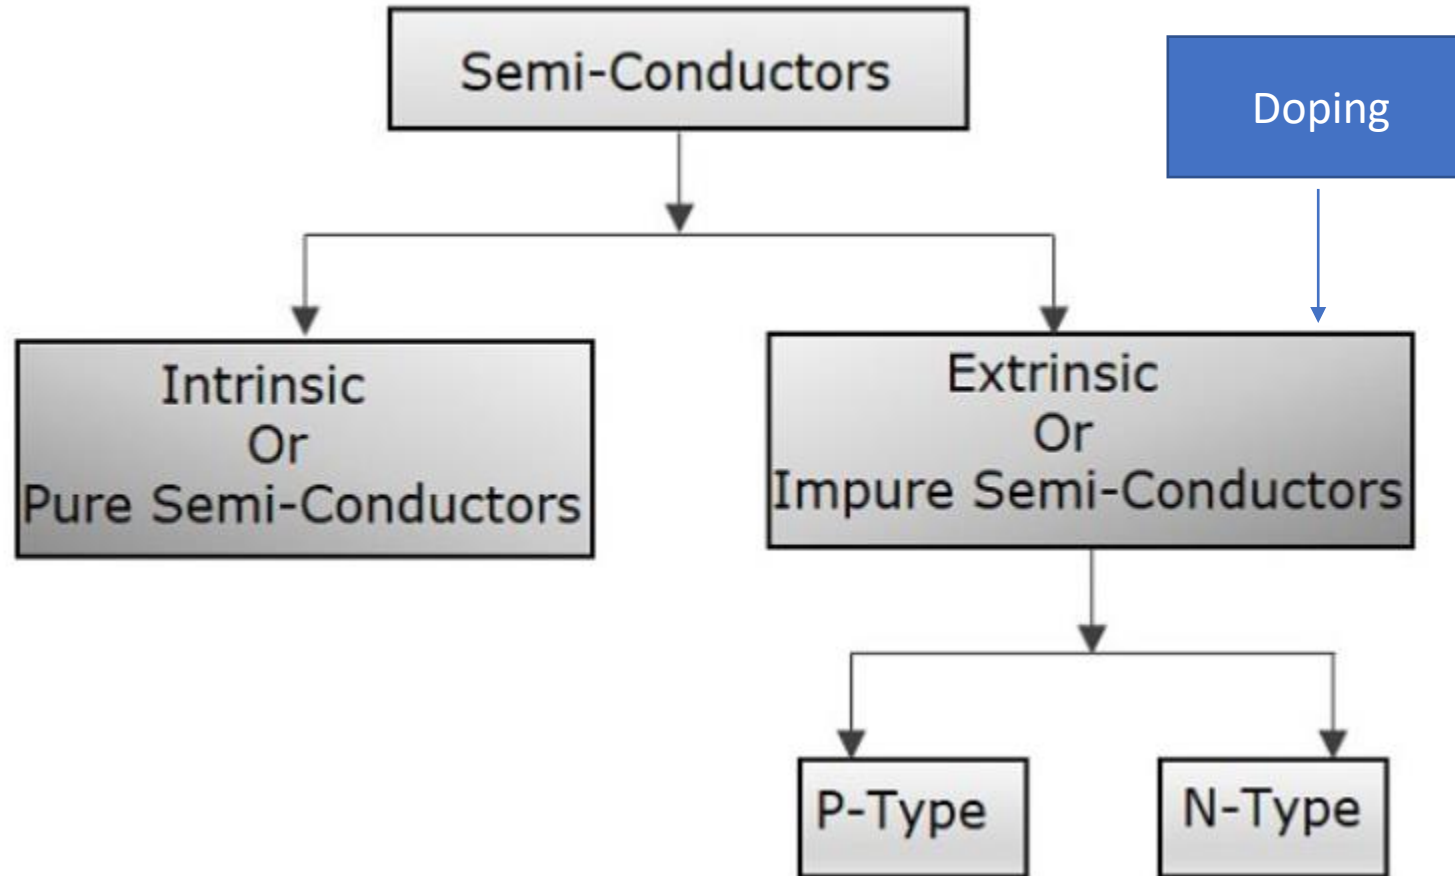 Semi-Conductors
Doping
Intrinsic
Or
Pure Semi-Conductors
Extrinsic
Or
Impure Semi-Conductors
P-Type
N-Type